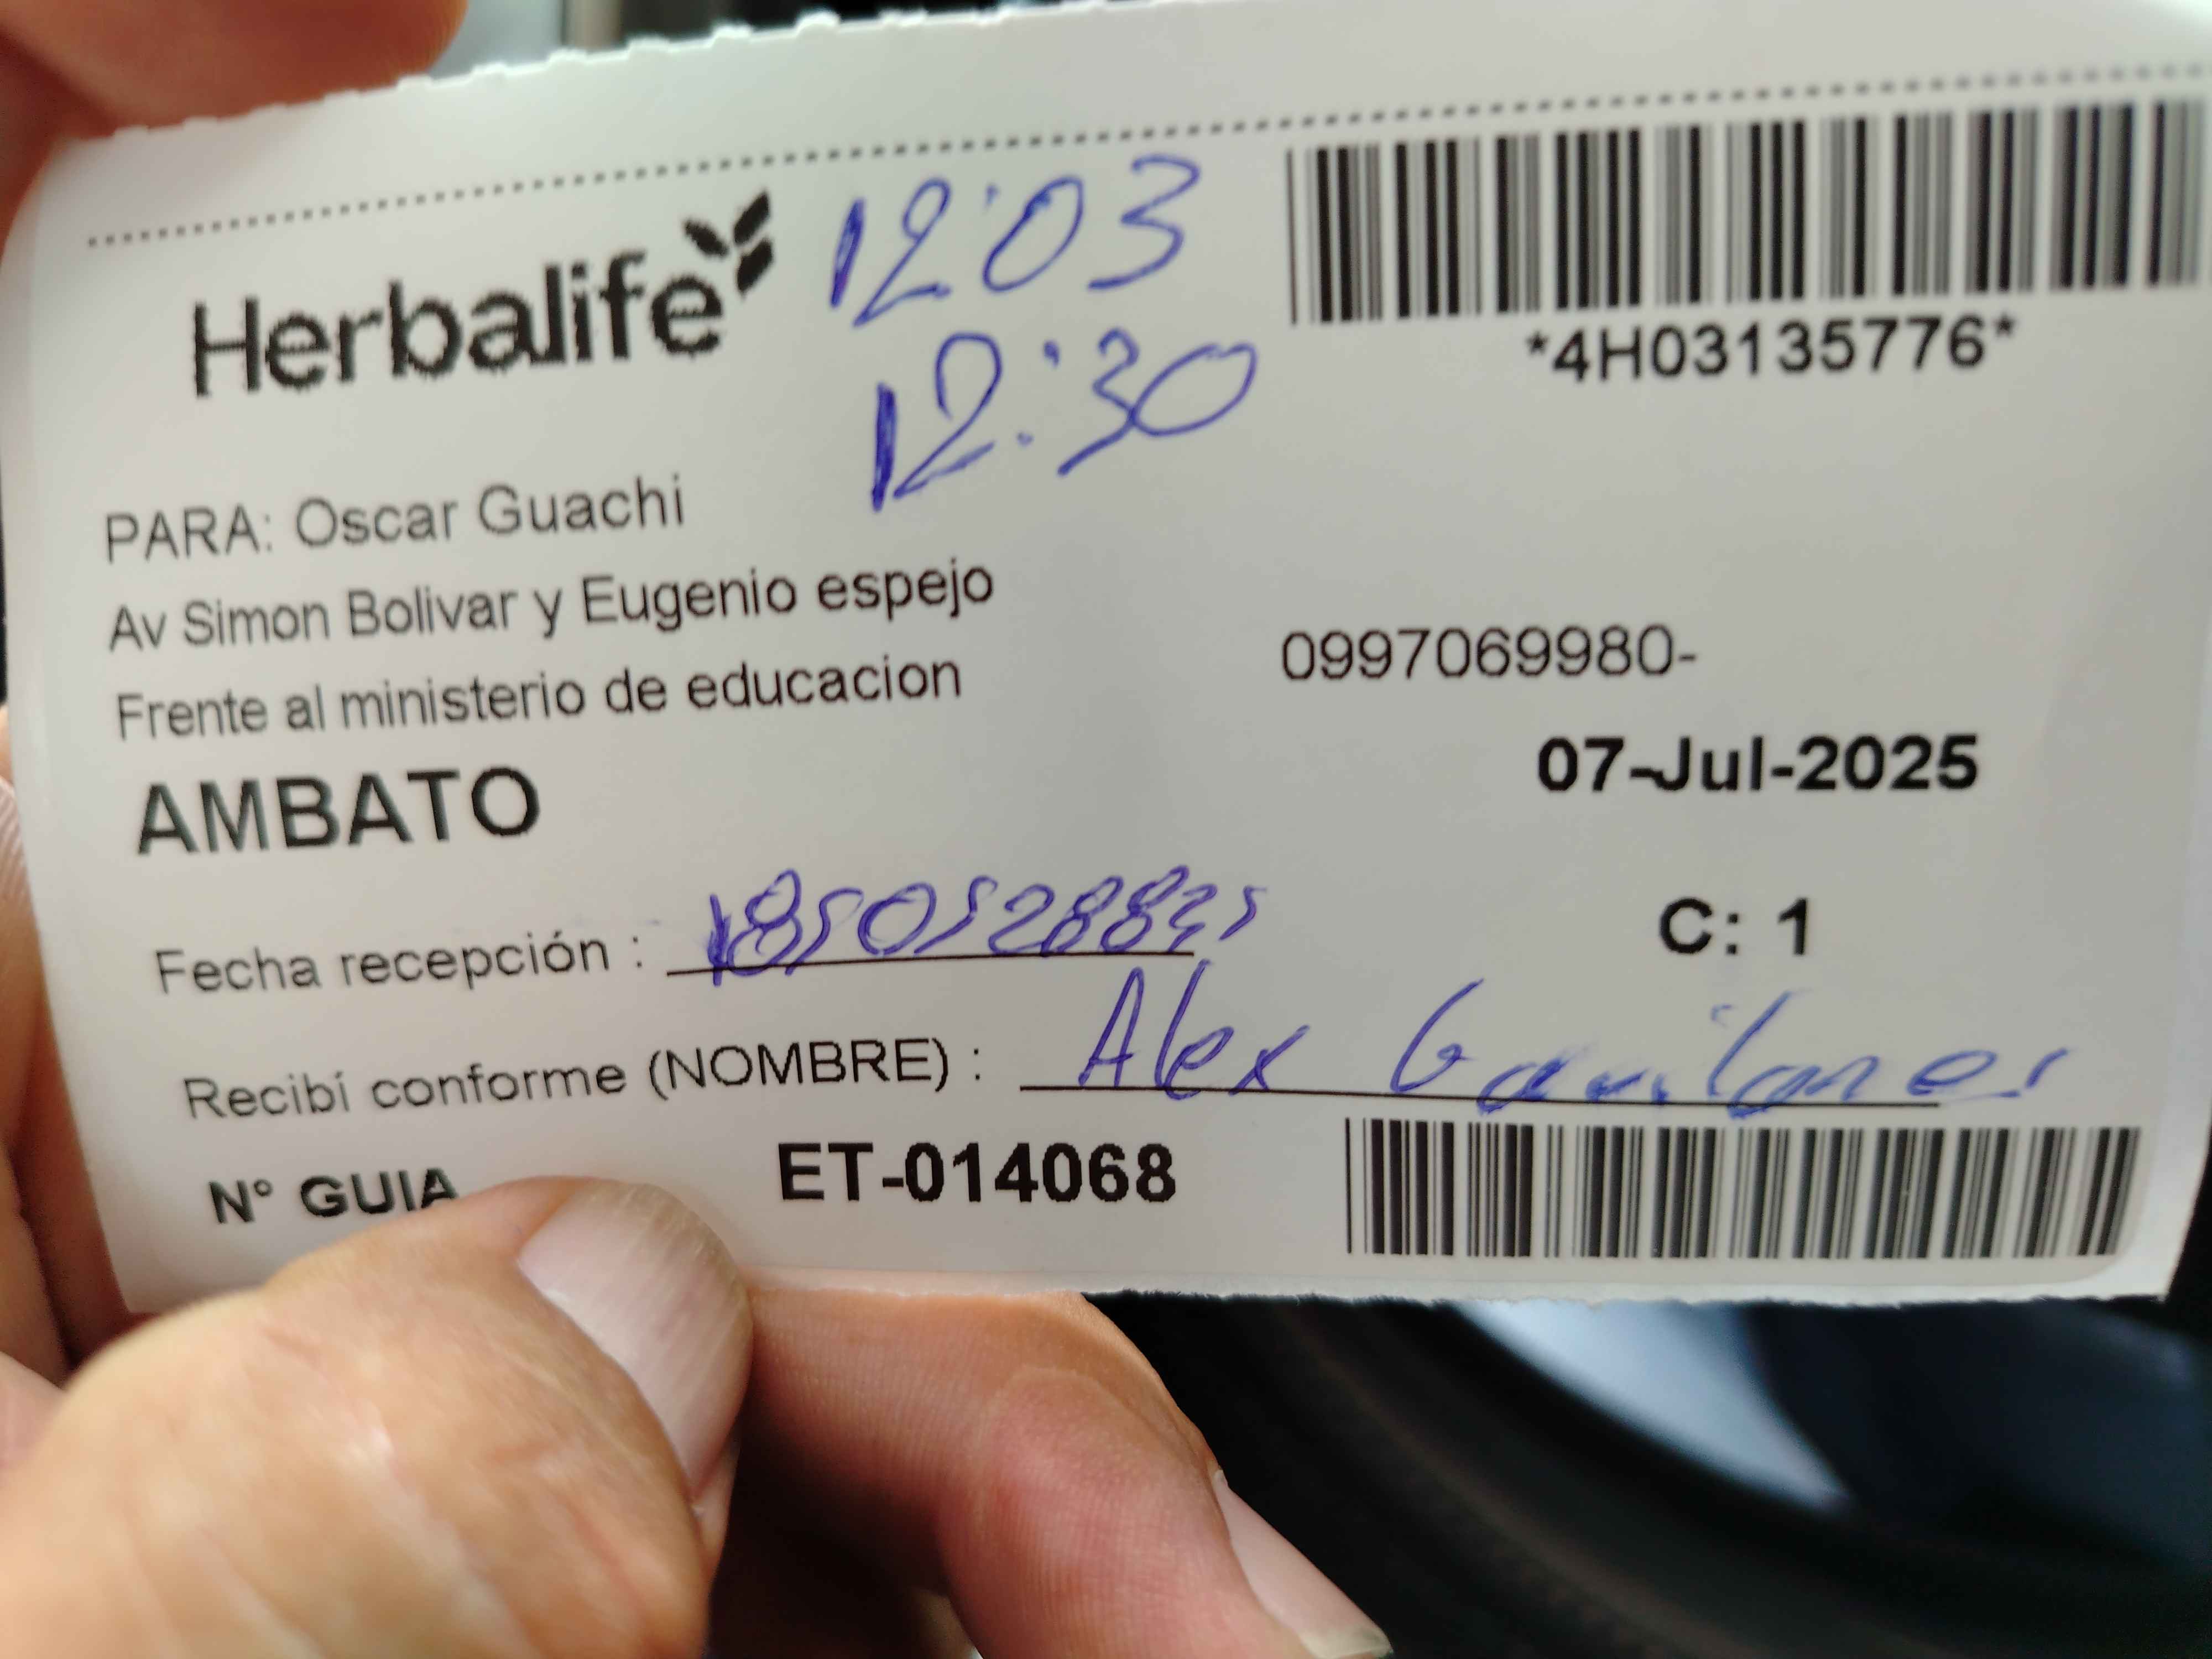 Herbalife
12:03
12:30
*4H03135776*
PARA: Oscar Guachi
Av Simon Bolivar y Eugenio espejo
Frente al ministerio de educacion
0997069980-
AMBATO
07-Jul-2025
Fecha recepción :
C: 1
Recibí conforme (NOMBRE) : Alex Gavilanes
N° GUIA ET-014068